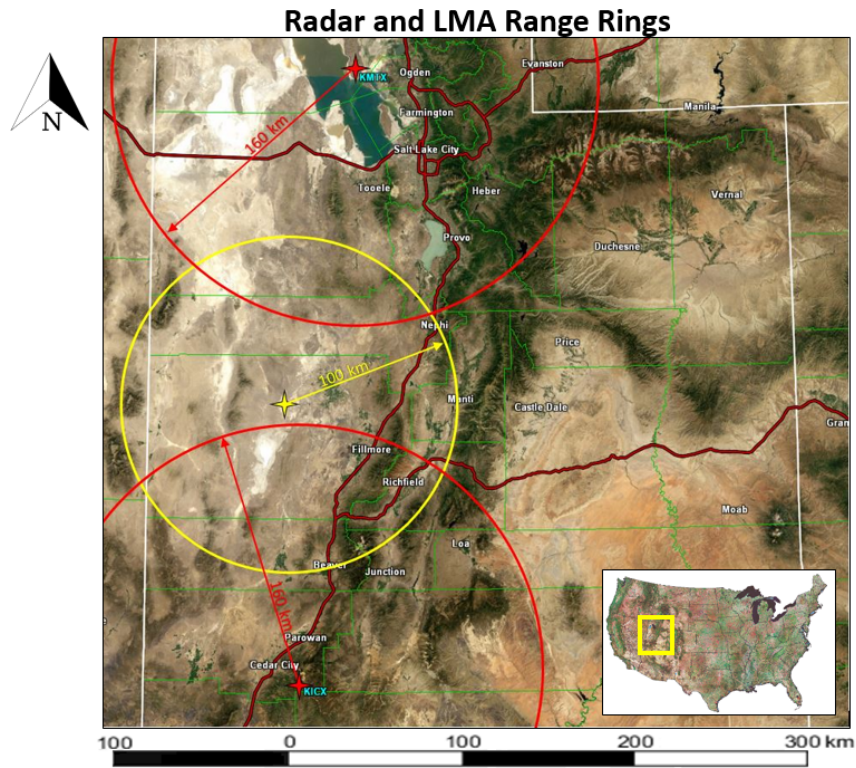 Radar and LMA Range Rings
N
Evanston
KMTX
Ogden
Manila
Farmington
160 km
Salt Lake City
Tooele
Heber
Vernal
Provo
Duchesne
Nephi
Price
100 km
Manti
Castle Dale
Gran
Fillmore
Richfield
Moab
Loa
Beaver
Junction
160 km
Parowan
Cedar City
KICX
100 0 100 200 300 km